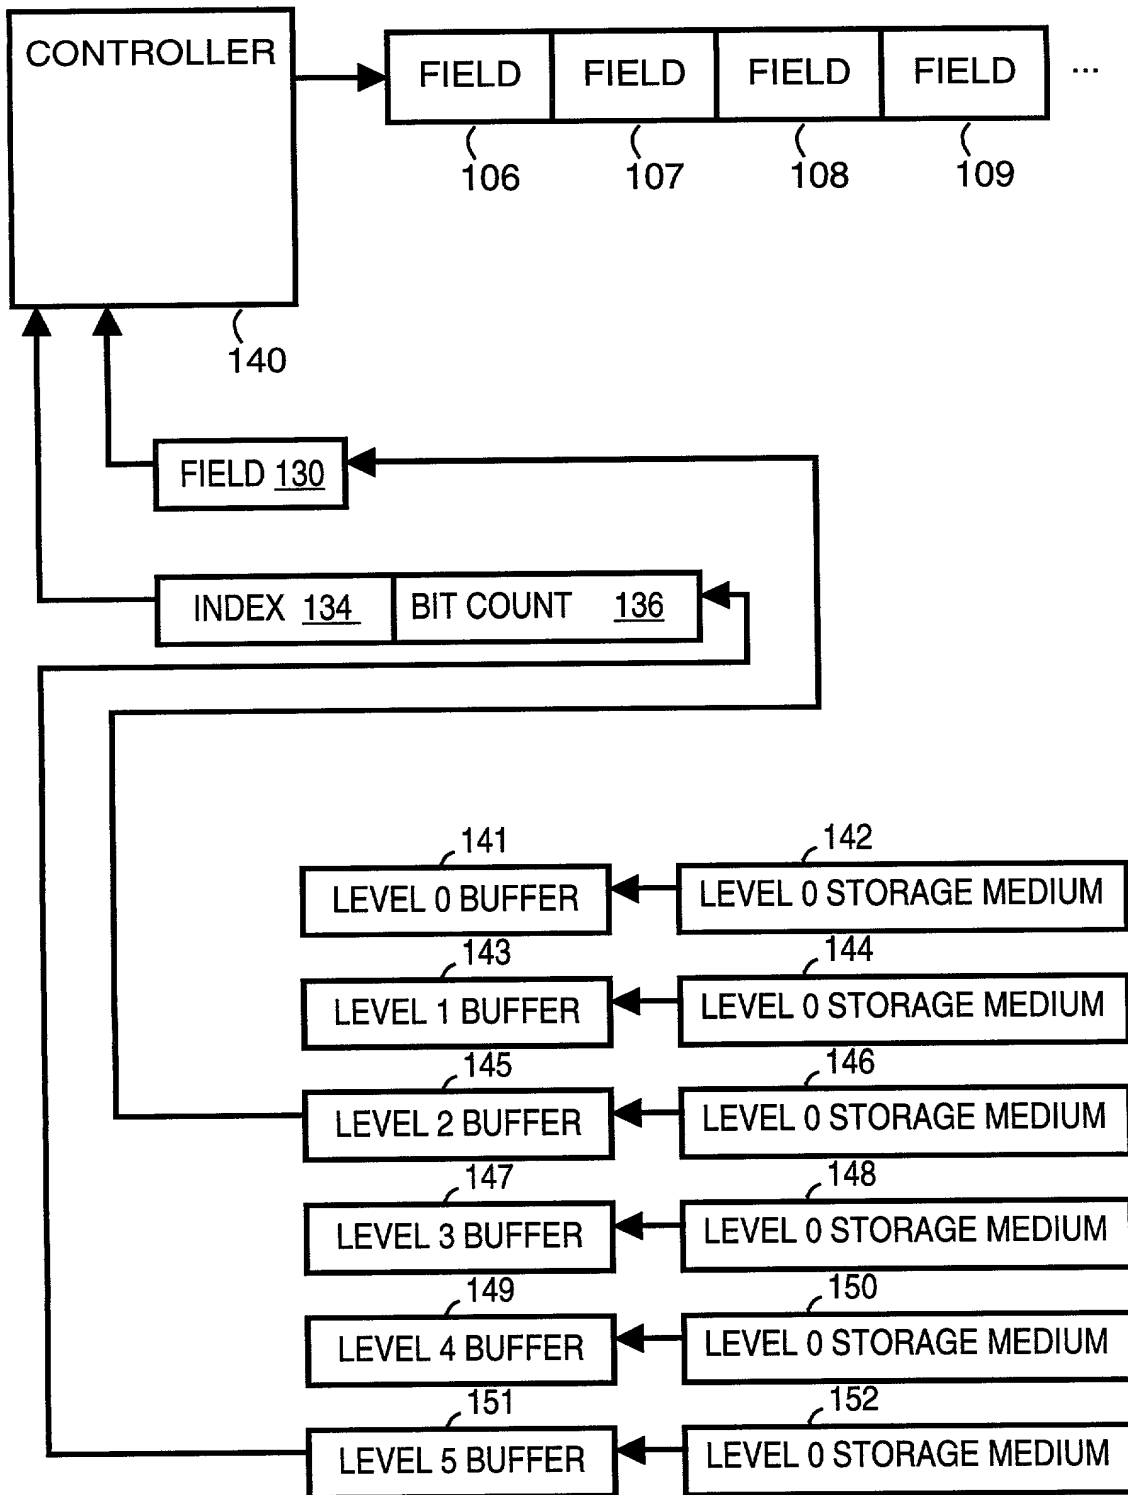 CONTROLLER
FIELD FIELD FIELD FIELD ...
106 107 108 109
140
FIELD 130
INDEX 134 BIT COUNT 136
141 142
LEVEL 0 BUFFER LEVEL 0 STORAGE MEDIUM
143 144
LEVEL 1 BUFFER LEVEL 0 STORAGE MEDIUM
145 146
LEVEL 2 BUFFER LEVEL 0 STORAGE MEDIUM
147 148
LEVEL 3 BUFFER LEVEL 0 STORAGE MEDIUM
149 150
LEVEL 4 BUFFER LEVEL 0 STORAGE MEDIUM
151 152
LEVEL 5 BUFFER LEVEL 0 STORAGE MEDIUM